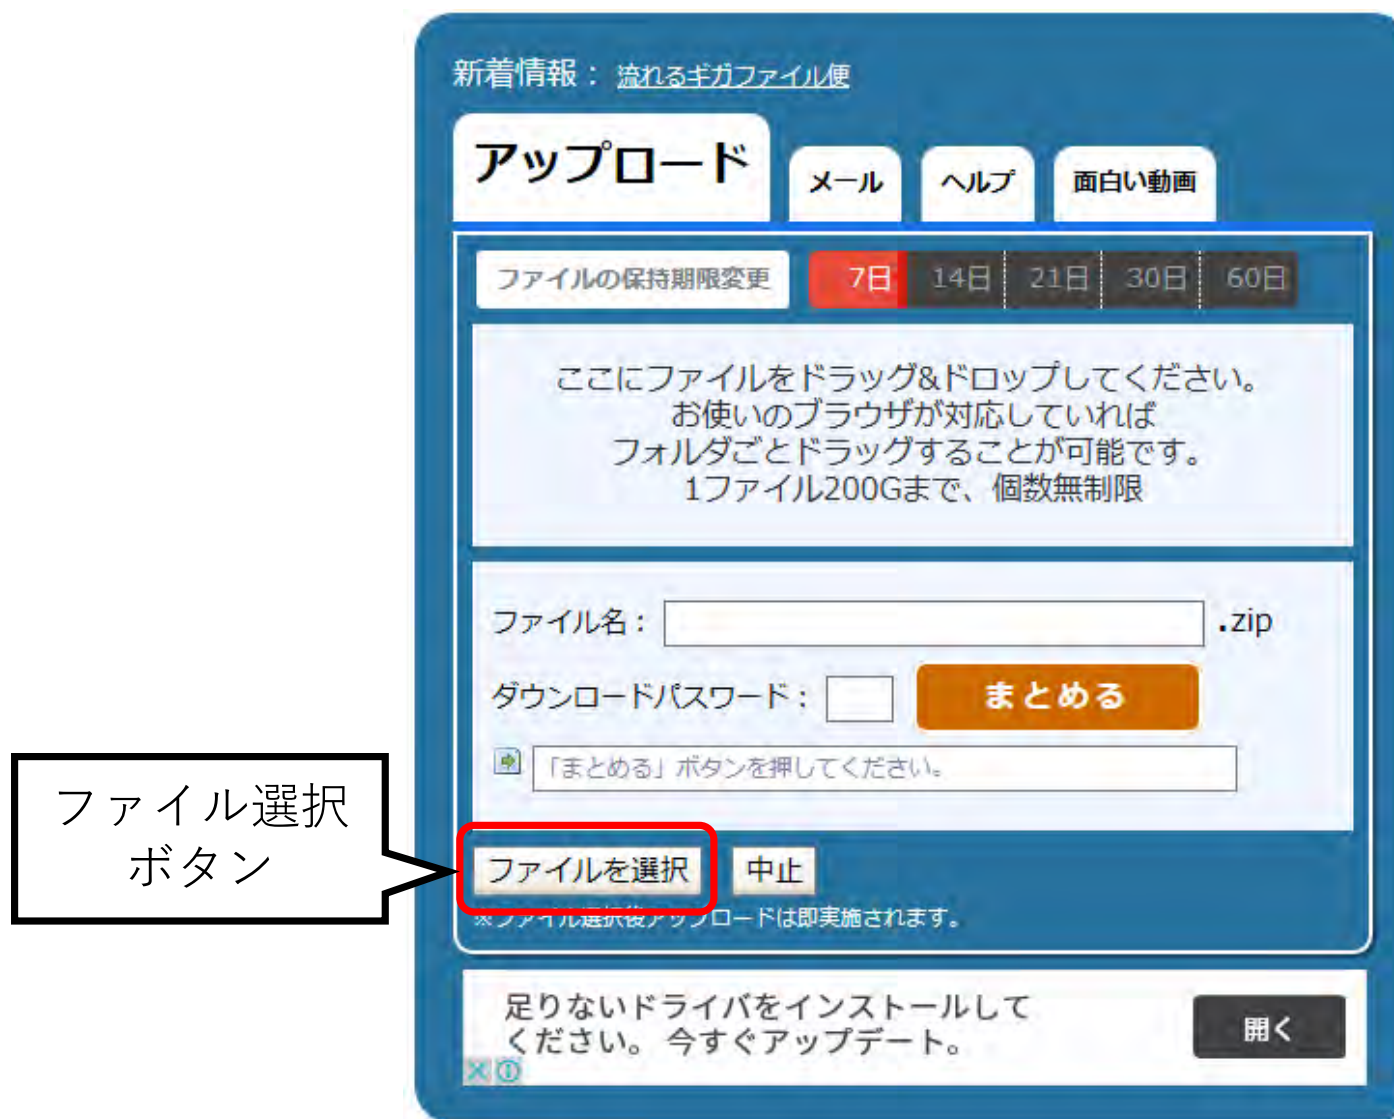 新着情報： 流れるギガファイル便
アップロード メール ヘルプ 面白い動画
ファイルの保持期限変更 7日 14日 21日 30日 60日
ここにファイルをドラッグ&ドロップしてください。
お使いのブラウザが対応していれば
フォルダごとドラッグすることが可能です。
1ファイル200Gまで、個数無制限
ファイル名： .zip
ダウンロードパスワード： まとめる
「まとめる」ボタンを押してください。
ファイル選択
ボタン
ファイルを選択 中止
※ファイル選択後アップロードは即実施されます。
足りないドライバをインストールして
ください。今すぐアップデート。
開く